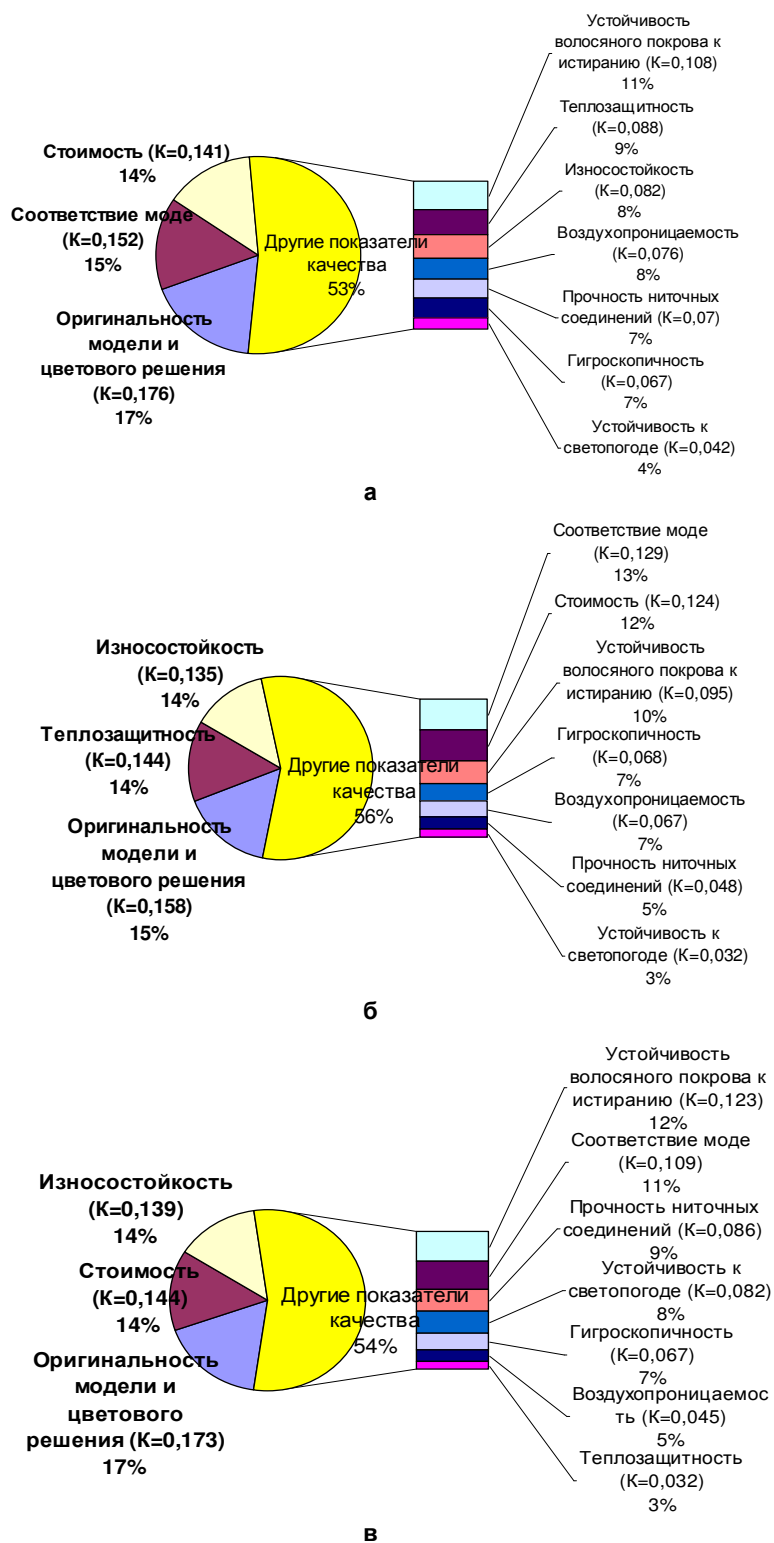 Стоимость (К=0,141)
14%
Соответствие моде
(К=0,152)
15%
Оригинальность
модели и
цветового решения
(К=0,176)
17%
Другие показатели
качества
53%
Устойчивость
волосяного покрова к
истиранию (К=0,108)
11%
Теплозащитность
(К=0,088)
9%
Износостойкость
(К=0,082)
8%
Воздухопроницаемость
(К=0,076)
8%
Прочность ниточных
соединений (К=0,07)
7%
Гигроскопичность
(К=0,067)
7%
Устойчивость к
светопогоде (К=0,042)
4%
а
Износостойкость
(К=0,135)
14%
Теплозащитность
(К=0,144)
14%
Оригинальность
модели и
цветового решения
(К=0,158)
15%
Другие показатели
качества
56%
Соответствие моде
(К=0,129)
13%
Стоимость (К=0,124)
12%
Устойчивость
волосяного покрова к
истиранию (К=0,095)
10%
Гигроскопичность
(К=0,068)
7%
Воздухопроницаемость
(К=0,067)
7%
Прочность ниточных
соединений (К=0,048)
5%
Устойчивость к
светопогоде (К=0,032)
3%
б
Износостойкость
(К=0,139)
14%
Стоимость
(К=0,144)
14%
Оригинальность
модели и
цветового
решения (К=0,173)
17%
Другие показатели
качества
54%
Устойчивость
волосяного покрова к
истиранию (К=0,123)
12%
Соответствие моде
(К=0,109)
11%
Прочность ниточных
соединений (К=0,086)
9%
Устойчивость к
светопогоде (К=0,082)
8%
Гигроскопичность
(К=0,067)
7%
Воздухопроницаемос
ть (К=0,045)
5%
Теплозащитность
(К=0,032)
3%
в